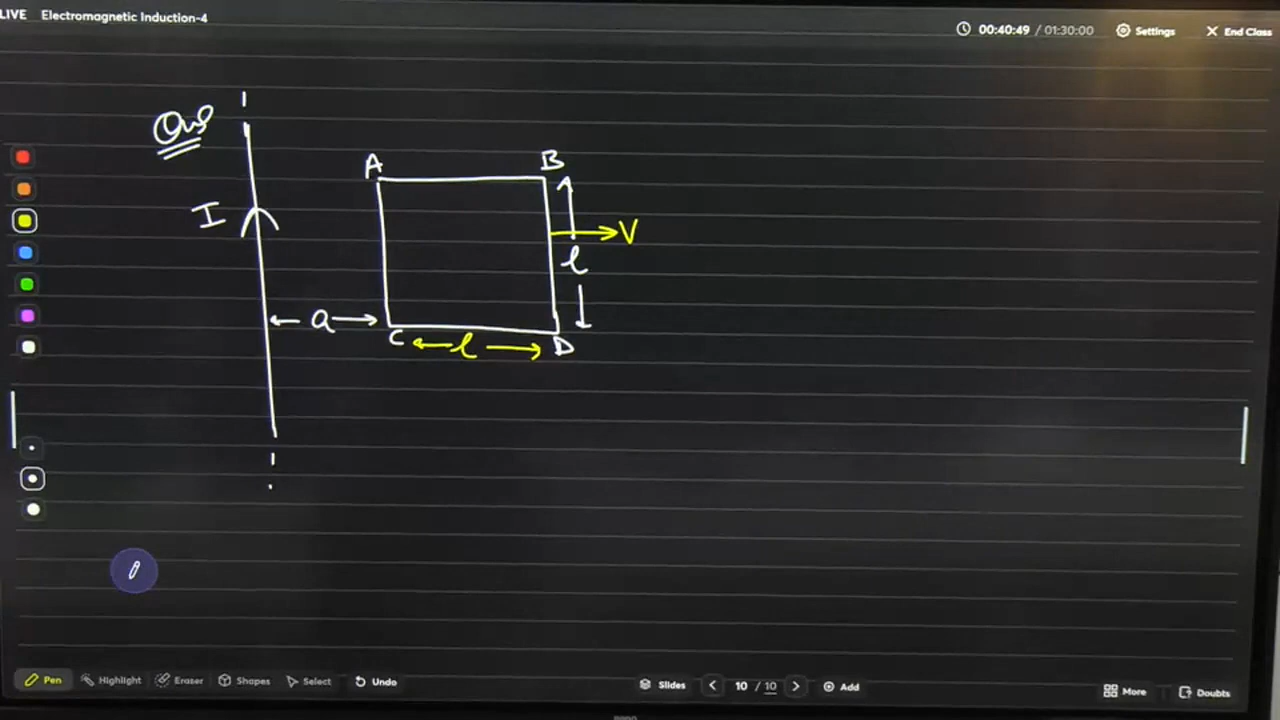 LIVE Electromagnetic Induction-4
00:40:49 / 01:30:00 Settings End Class
Que
A B
I
V
l
a
C l D
Pen Highlight Eraser Shapes Select Undo
Slides 10 / 10 Add
More Doubts